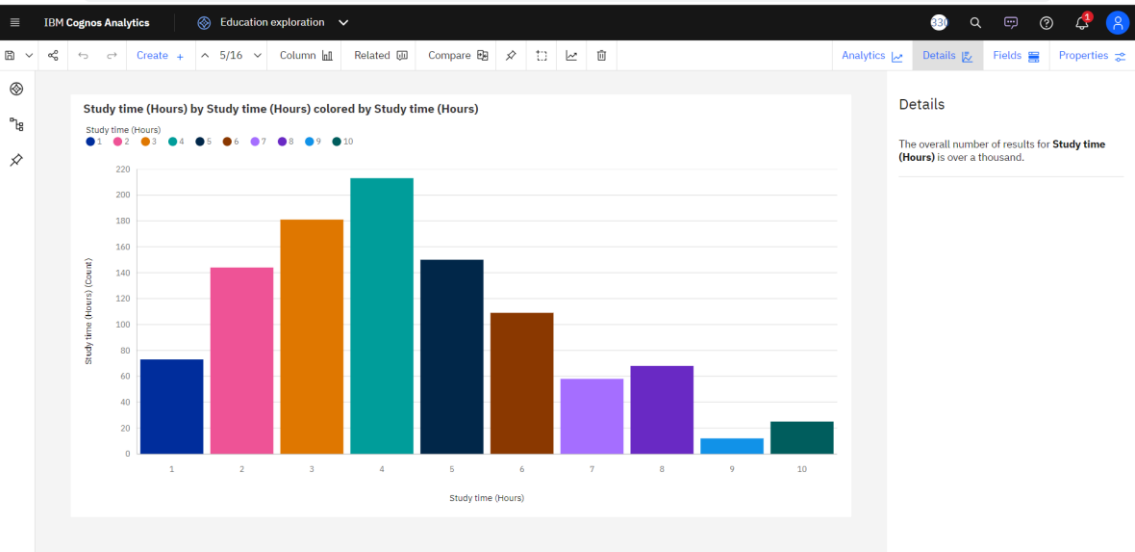 IBM Cognos Analytics
Education exploration
330
1
Create +
5/16
Column
Related
Compare
Analytics
Details
Fields
Properties
Study time (Hours) by Study time (Hours) colored by Study time (Hours)
Study time (Hours)
1 2 3 4 5 6 7 8 9 10
220
200
180
160
140
120
100
80
60
40
20
0
Study time (Hours) (Count)
1 2 3 4 5 6 7 8 9 10
Study time (Hours)
Details
The overall number of results for Study time
(Hours) is over a thousand.